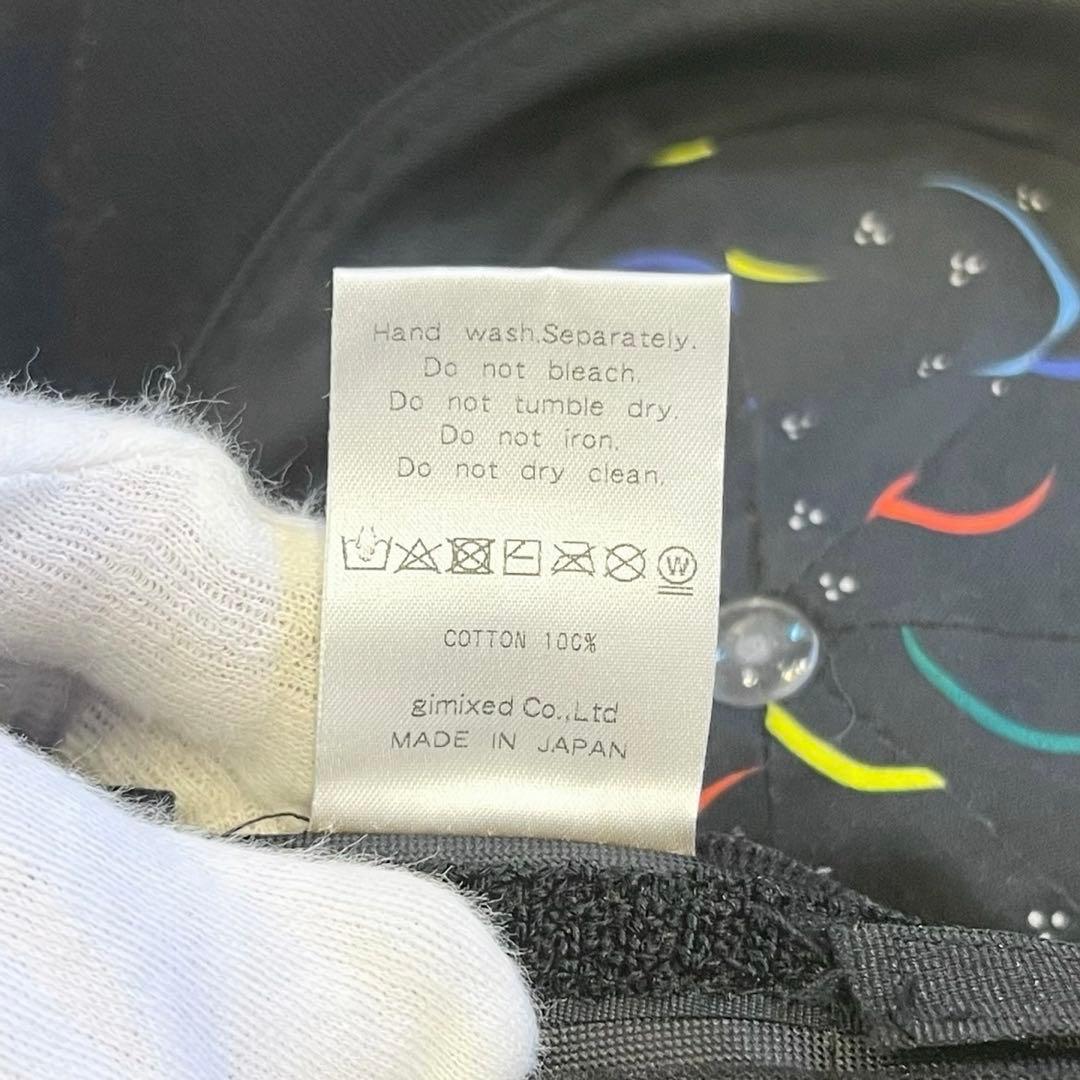 Hand wash.Separately.
Do not bleach.
Do not tumble dry.
Do not iron.
Do not dry clean.
W
COTTON 100%
gimixed Co.,Ltd
MADE IN JAPAN